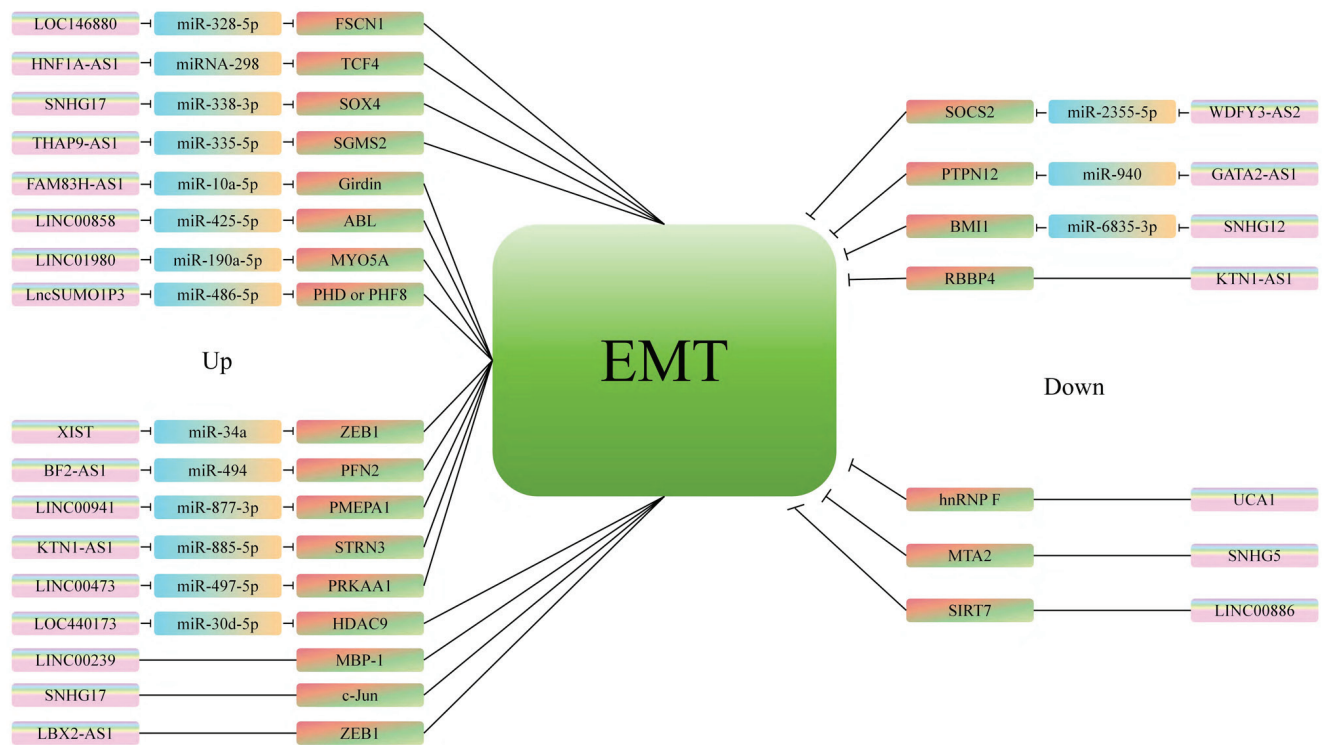 LOC146880 miR-328-5p FSCN1
HNF1A-AS1 miRNA-298 TCF4
SNHG17 miR-338-3p SOX4
THAP9-AS1 miR-335-5p SGMS2
FAM83H-AS1 miR-10a-5p Girdin
LINC00858 miR-425-5p ABL
LINC01980 miR-190a-5p MYO5A
LncSUMO1P3 miR-486-5p PHD or PHF8
Up
XIST miR-34a ZEB1
BF2-AS1 miR-494 PFN2
LINC00941 miR-877-3p PMEPA1
KTN1-AS1 miR-885-5p STRN3
LINC00473 miR-497-5p PRKAA1
LOC440173 miR-30d-5p HDAC9
LINC00239 MBP-1
SNHG17 c-Jun
LBX2-AS1 ZEB1
EMT
SOCS2 miR-2355-5p WDFY3-AS2
PTPN12 miR-940 GATA2-AS1
BMI1 miR-6835-3p SNHG12
RBBP4 KTN1-AS1
Down
hnRNP F UCA1
MTA2 SNHG5
SIRT7 LINC00886